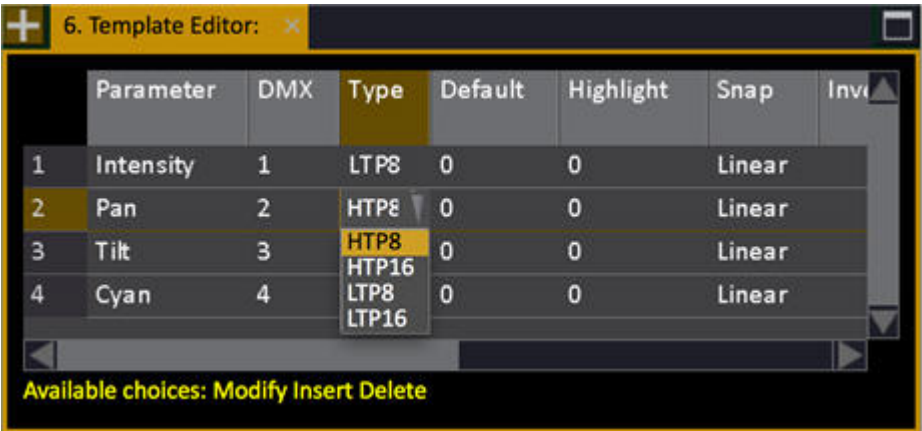 6. Template Editor:
Parameter DMX Type Default Highlight Snap Inve
1 Intensity 1 LTP8 0 0 Linear
2 Pan 2 HTP8 0 0 Linear
3 Tilt 3 HTP8 0 0 Linear
HTP16
4 Cyan 4 LTP8 0 0 Linear
LTP16
Available choices: Modify Insert Delete